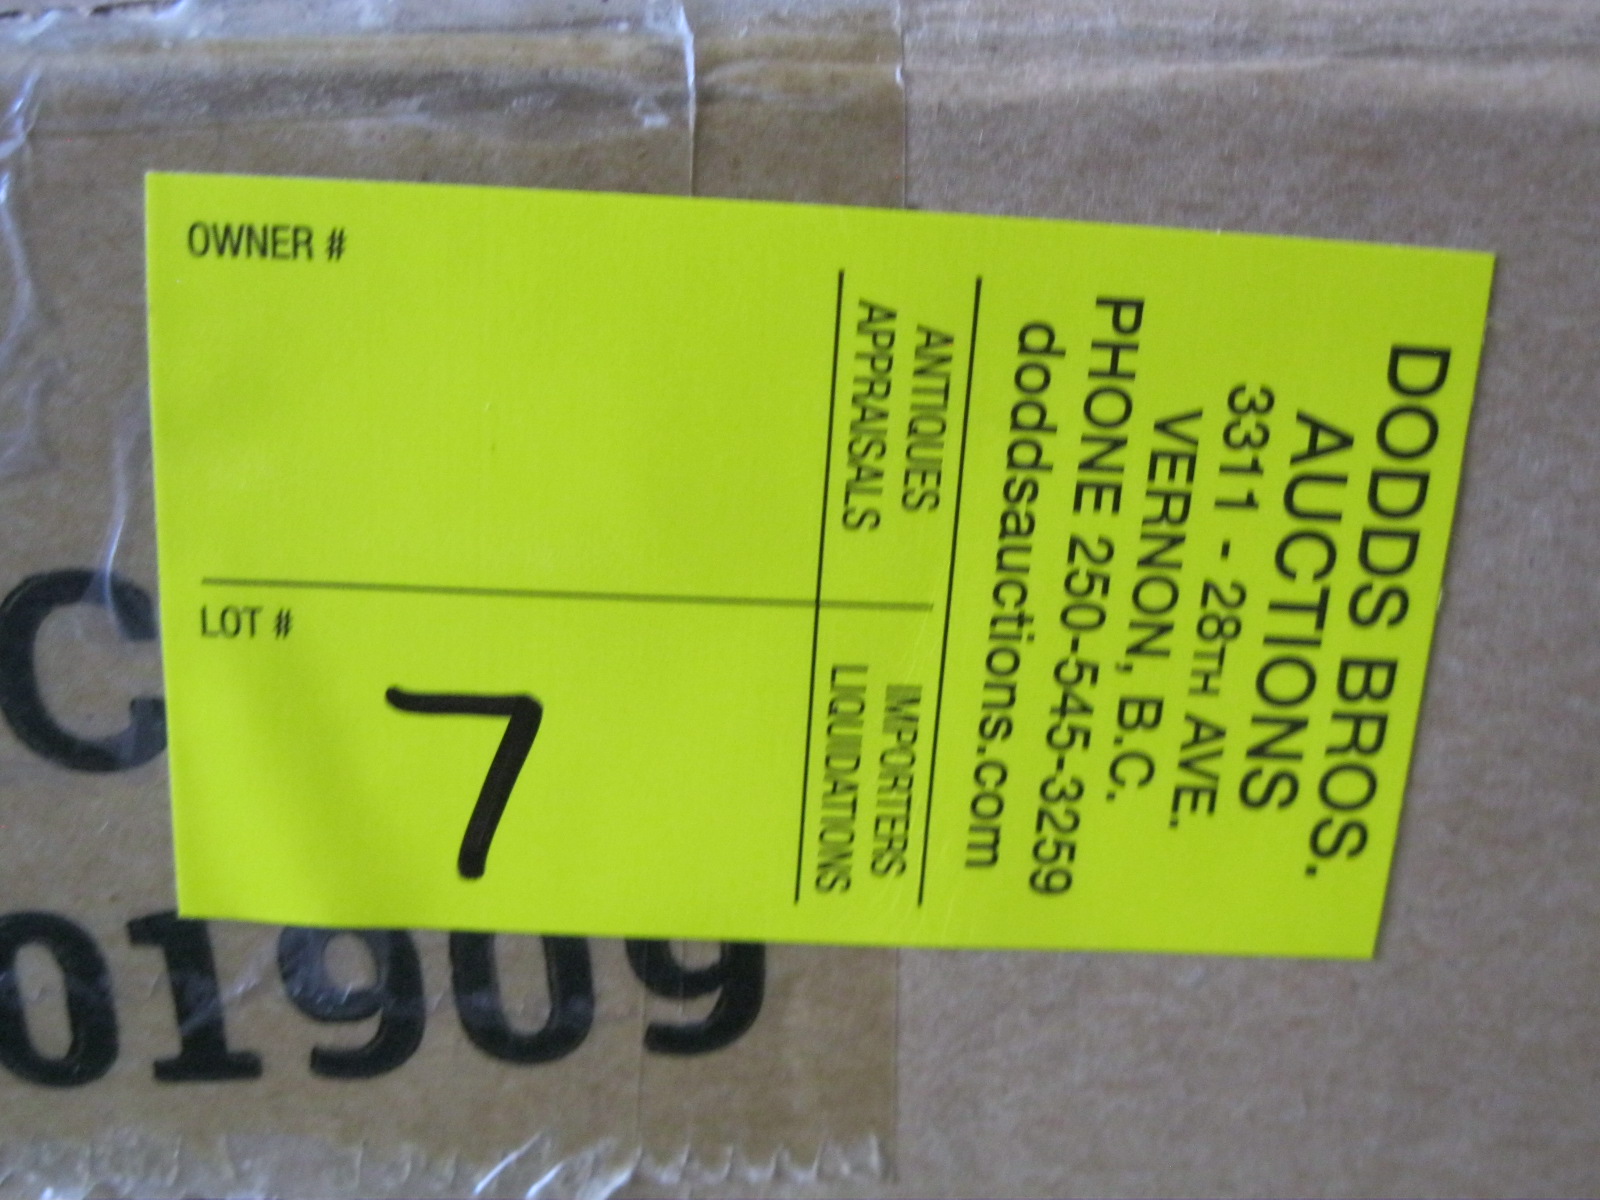 DODDS BROS.
AUCTIONS
3311 - 28TH AVE.
VERNON, B.C.
PHONE 250-545-3259
doddsauctions.com
ANTIQUES
APPRAISALS
IMPORTERS
LIQUIDATIONS
OWNER #
LOT #
7
C
01909